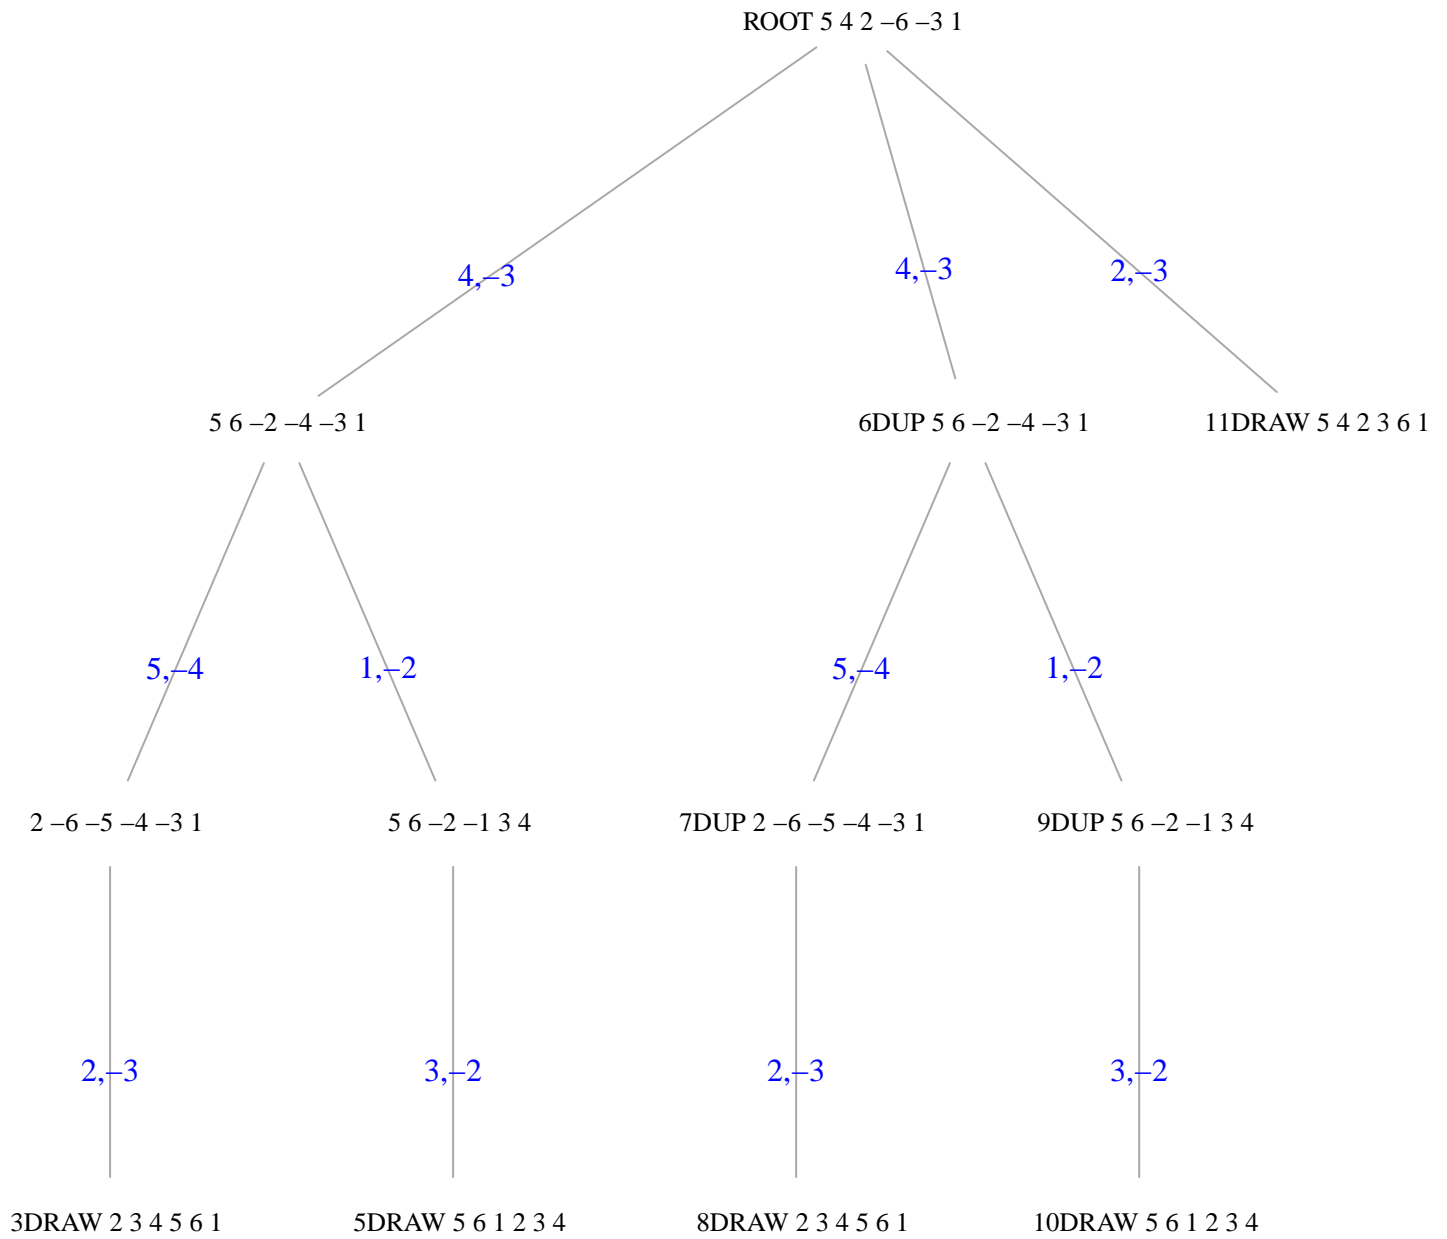 ROOT 5 4 2 –6 –3 1
4,–3
4,–3
2,–3
5 6 –2 –4 –3 1
6DUP 5 6 –2 –4 –3 1
11DRAW 5 4 2 3 6 1
5,–4
1,–2
5,–4
1,–2
2 –6 –5 –4 –3 1
5 6 –2 –1 3 4
7DUP 2 –6 –5 –4 –3 1
9DUP 5 6 –2 –1 3 4
2,–3
3,–2
2,–3
3,–2
3DRAW 2 3 4 5 6 1
5DRAW 5 6 1 2 3 4
8DRAW 2 3 4 5 6 1
10DRAW 5 6 1 2 3 4